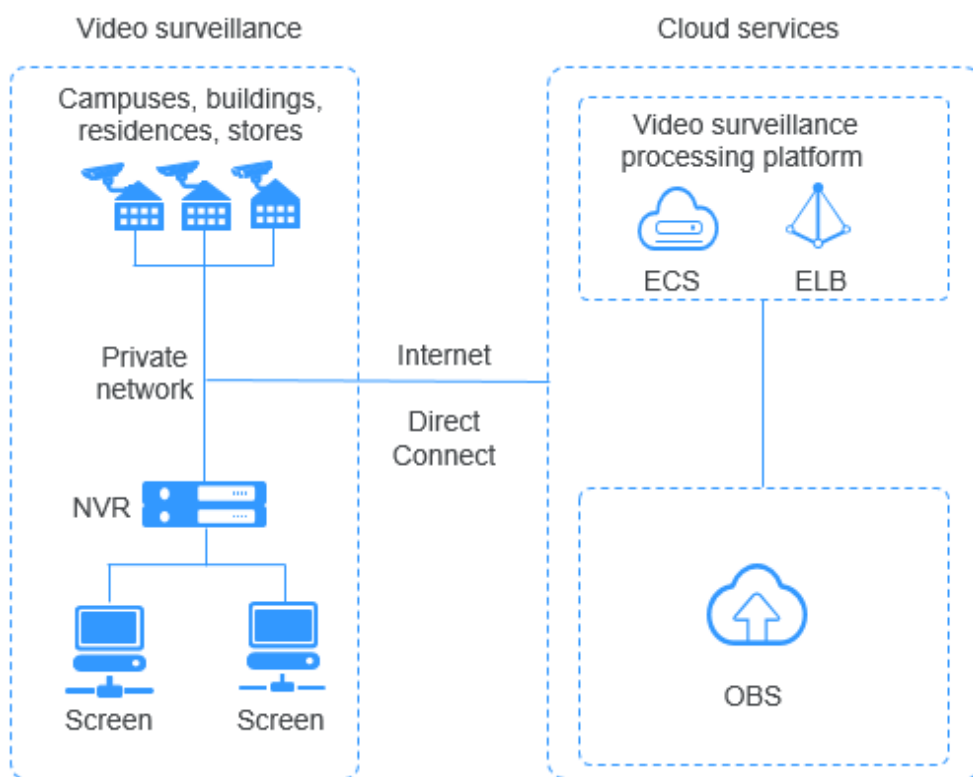 Video surveillance
Campuses, buildings,
residences, stores
Private
network
NVR
Screen
Screen
Internet
Direct
Connect
Cloud services
Video surveillance
processing platform
ECS
ELB
OBS